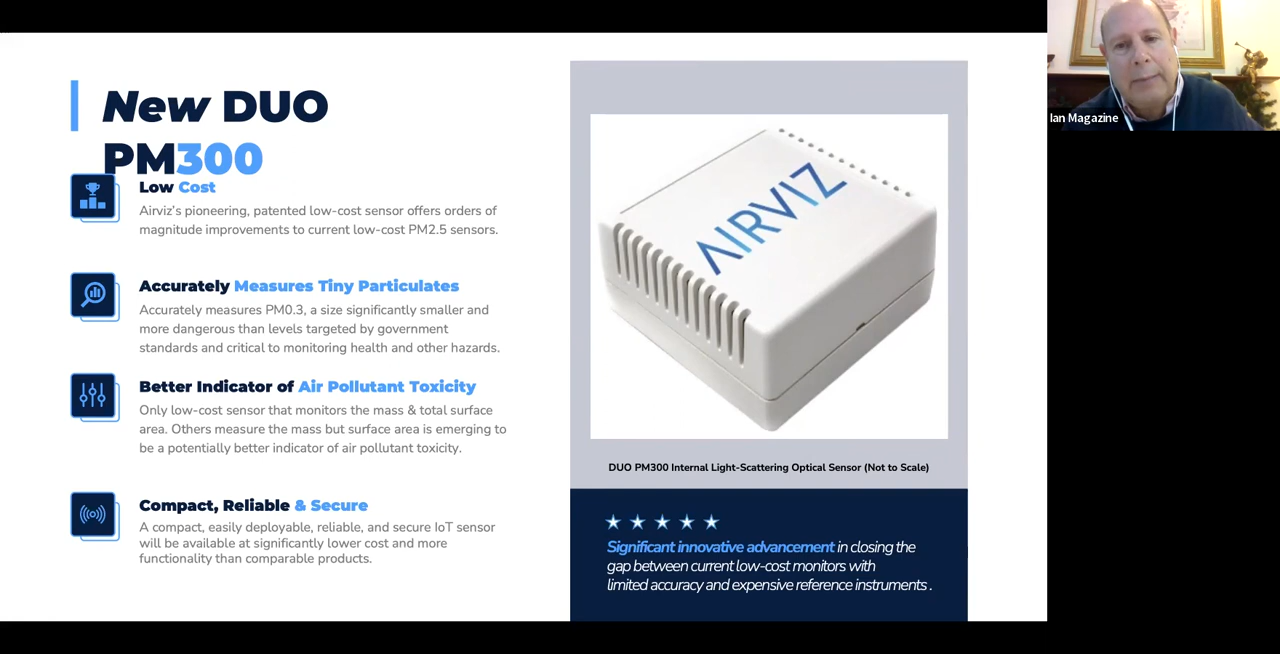 New DUO
PM300
Low Cost
Airviz's pioneering, patented low-cost sensor offers orders of
magnitude improvements to current low-cost PM2.5 sensors.
Accurately Measures Tiny Particulates
Accurately measures PM0.3, a size significantly smaller and
more dangerous than levels targeted by government
standards and critical to monitoring health and other hazards.
Better Indicator of Air Pollutant Toxicity
Only low-cost sensor that monitors the mass & total surface
area. Others measure the mass but surface area is emerging to
be a potentially better indicator of air pollutant toxicity.
Compact, Reliable & Secure
A compact, easily deployable, reliable, and secure IoT sensor
will be available at significantly lower cost and more
functionality than comparable products.
AIRVIZ
DUO PM300 Internal Light-Scattering Optical Sensor (Not to Scale)
Significant innovative advancement in closing the
gap between current low-cost monitors with
limited accuracy and expensive reference instruments .
Ian Magazine